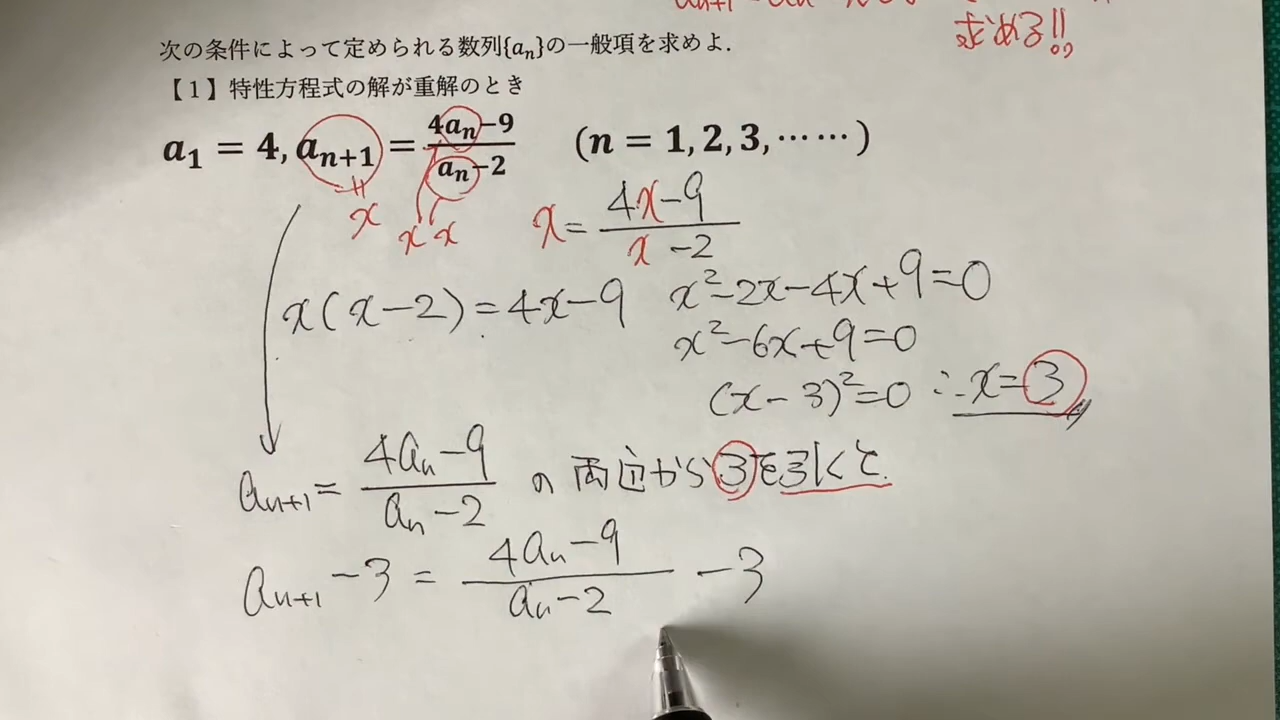 求める!!
次の条件によって定められる数列{aₙ}の一般項を求めよ.
【1】特性方程式の解が重解のとき
a₁ = 4, aₙ₊₁ = (4aₙ−9)/(aₙ−2) (n = 1, 2, 3, ⋯⋯)
x x x
x = (4x−9)/(x−2)
x(x−2)=4x−9
x²−2x−4x+9=0
x²−6x+9=0
(x−3)²=0 ∴x=3
aₙ₊₁ = (4aₙ−9)/(aₙ−2) の両辺から3を引くと
aₙ₊₁−3 = (4aₙ−9)/(aₙ−2) −3